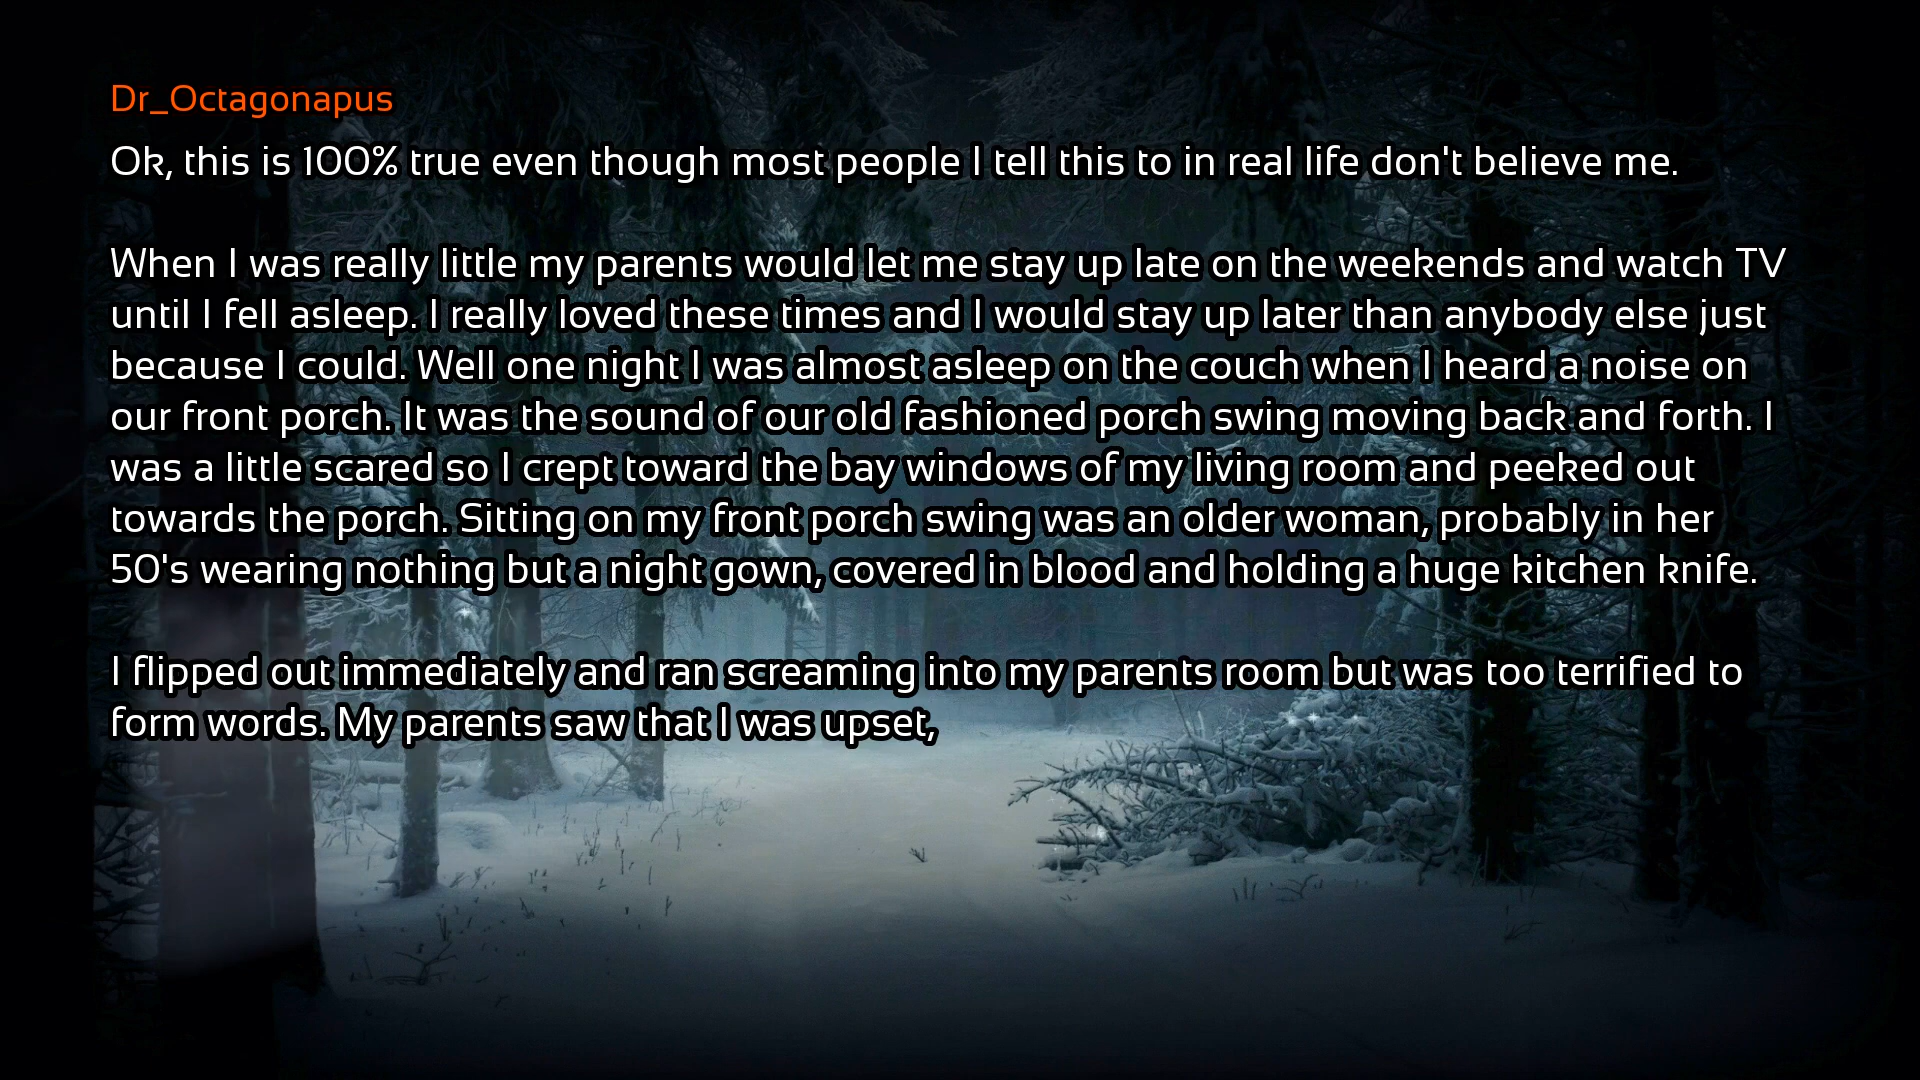 Dr_Octagonapus
Ok, this is 100% true even though most people I tell this to in real life don't believe me.
When I was really little my parents would let me stay up late on the weekends and watch TV
until I fell asleep. I really loved these times and I would stay up later than anybody else just
because I could. Well one night I was almost asleep on the couch when I heard a noise on
our front porch. It was the sound of our old fashioned porch swing moving back and forth. I
was a little scared so I crept toward the bay windows of my living room and peeked out
towards the porch. Sitting on my front porch swing was an older woman, probably in her
50's wearing nothing but a night gown, covered in blood and holding a huge kitchen knife.
I flipped out immediately and ran screaming into my parents room but was too terrified to
form words. My parents saw that I was upset,